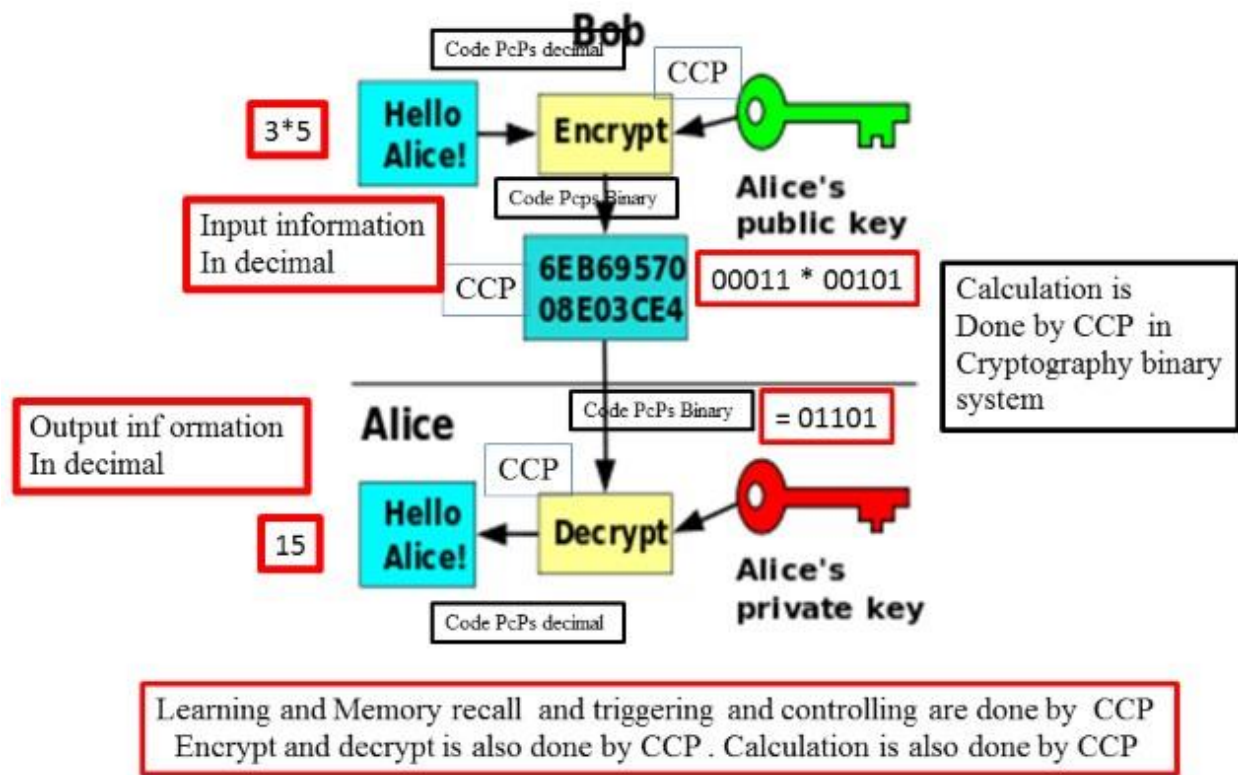 Bob
Code PcPs decimal
CCP
3*5
Hello
Alice!
Encrypt
Alice's
public key
Code Pcps Binary
Input information
In decimal
CCP
6EB69570
08E03CE4
00011 * 00101
Calculation is
Done by CCP in
Cryptography binary
system
Code PcPs Binary
= 01101
Output inf ormation
In decimal
Alice
CCP
15
Hello
Alice!
Decrypt
Alice's
private key
Code PcPs decimal
Learning and Memory recall and triggering and controlling are done by CCP
Encrypt and decrypt is also done by CCP . Calculation is also done by CCP